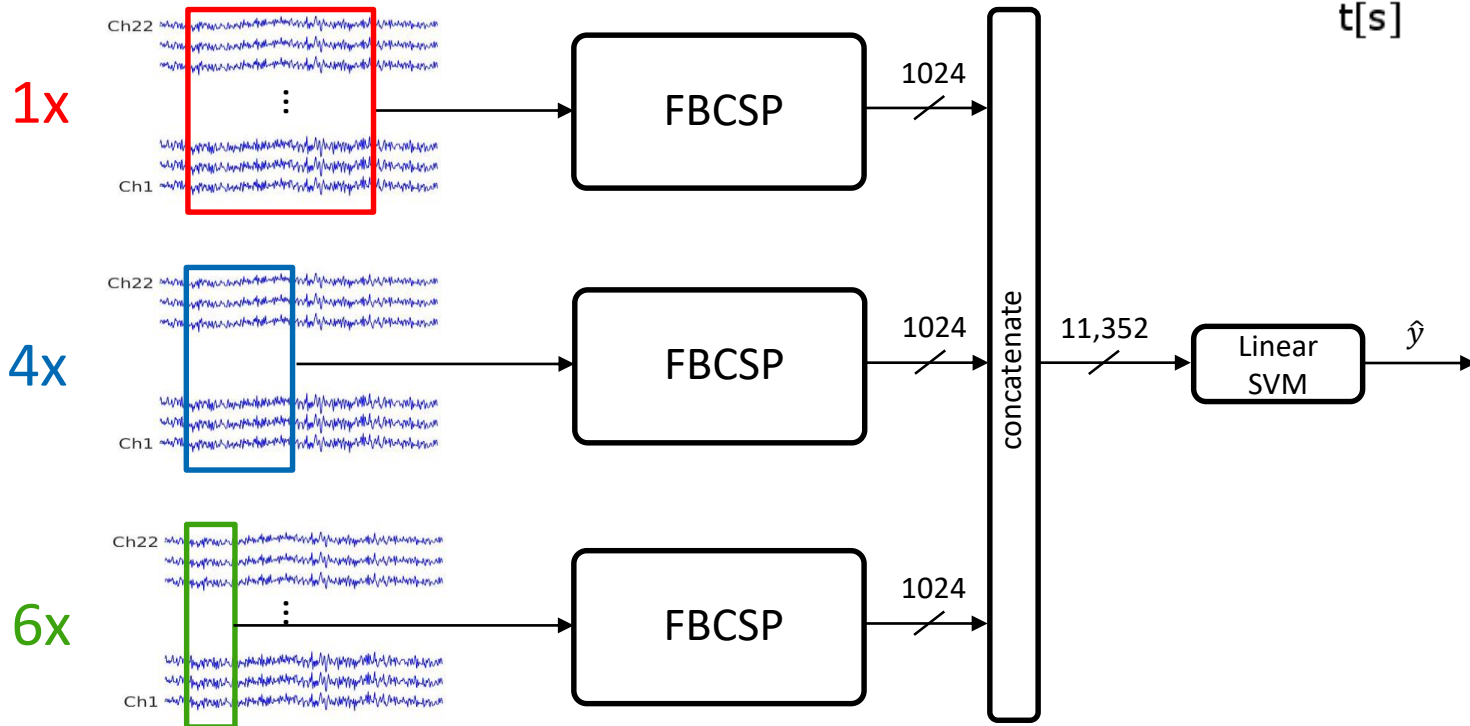 t[s]
Ch22
1x
Ch1
FBCSP
1024
Ch22
4x
Ch1
FBCSP
1024
concatenate
11,352
Linear
SVM
ŷ
Ch22
6x
Ch1
FBCSP
1024